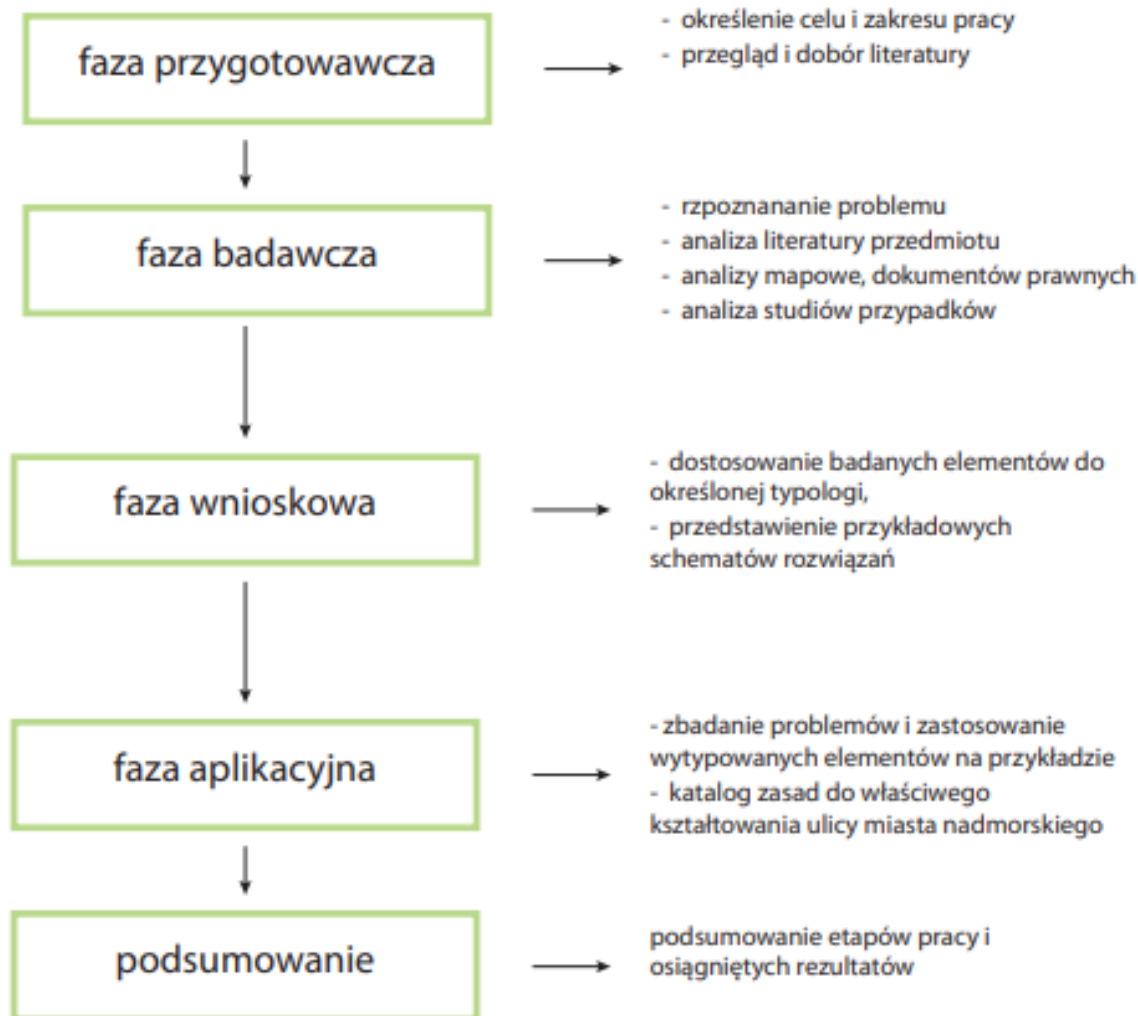 faza przygotowawcza
- określenie celu i zakresu pracy
- przegląd i dobór literatury
faza badawcza
- rzpoznananie problemu
- analiza literatury przedmiotu
- analizy mapowe, dokumentów prawnych
- analiza studiów przypadków
faza wnioskowa
- dostosowanie badanych elementów do
określonej typologi,
- przedstawienie przykładowych
schematów rozwiązań
faza aplikacyjna
- zbadanie problemów i zastosowanie
wytypowanych elementów na przykładzie
- katalog zasad do właściwego
kształtowania ulicy miasta nadmorskiego
podsumowanie
podsumowanie etapów pracy i
osiągniętych rezultatów